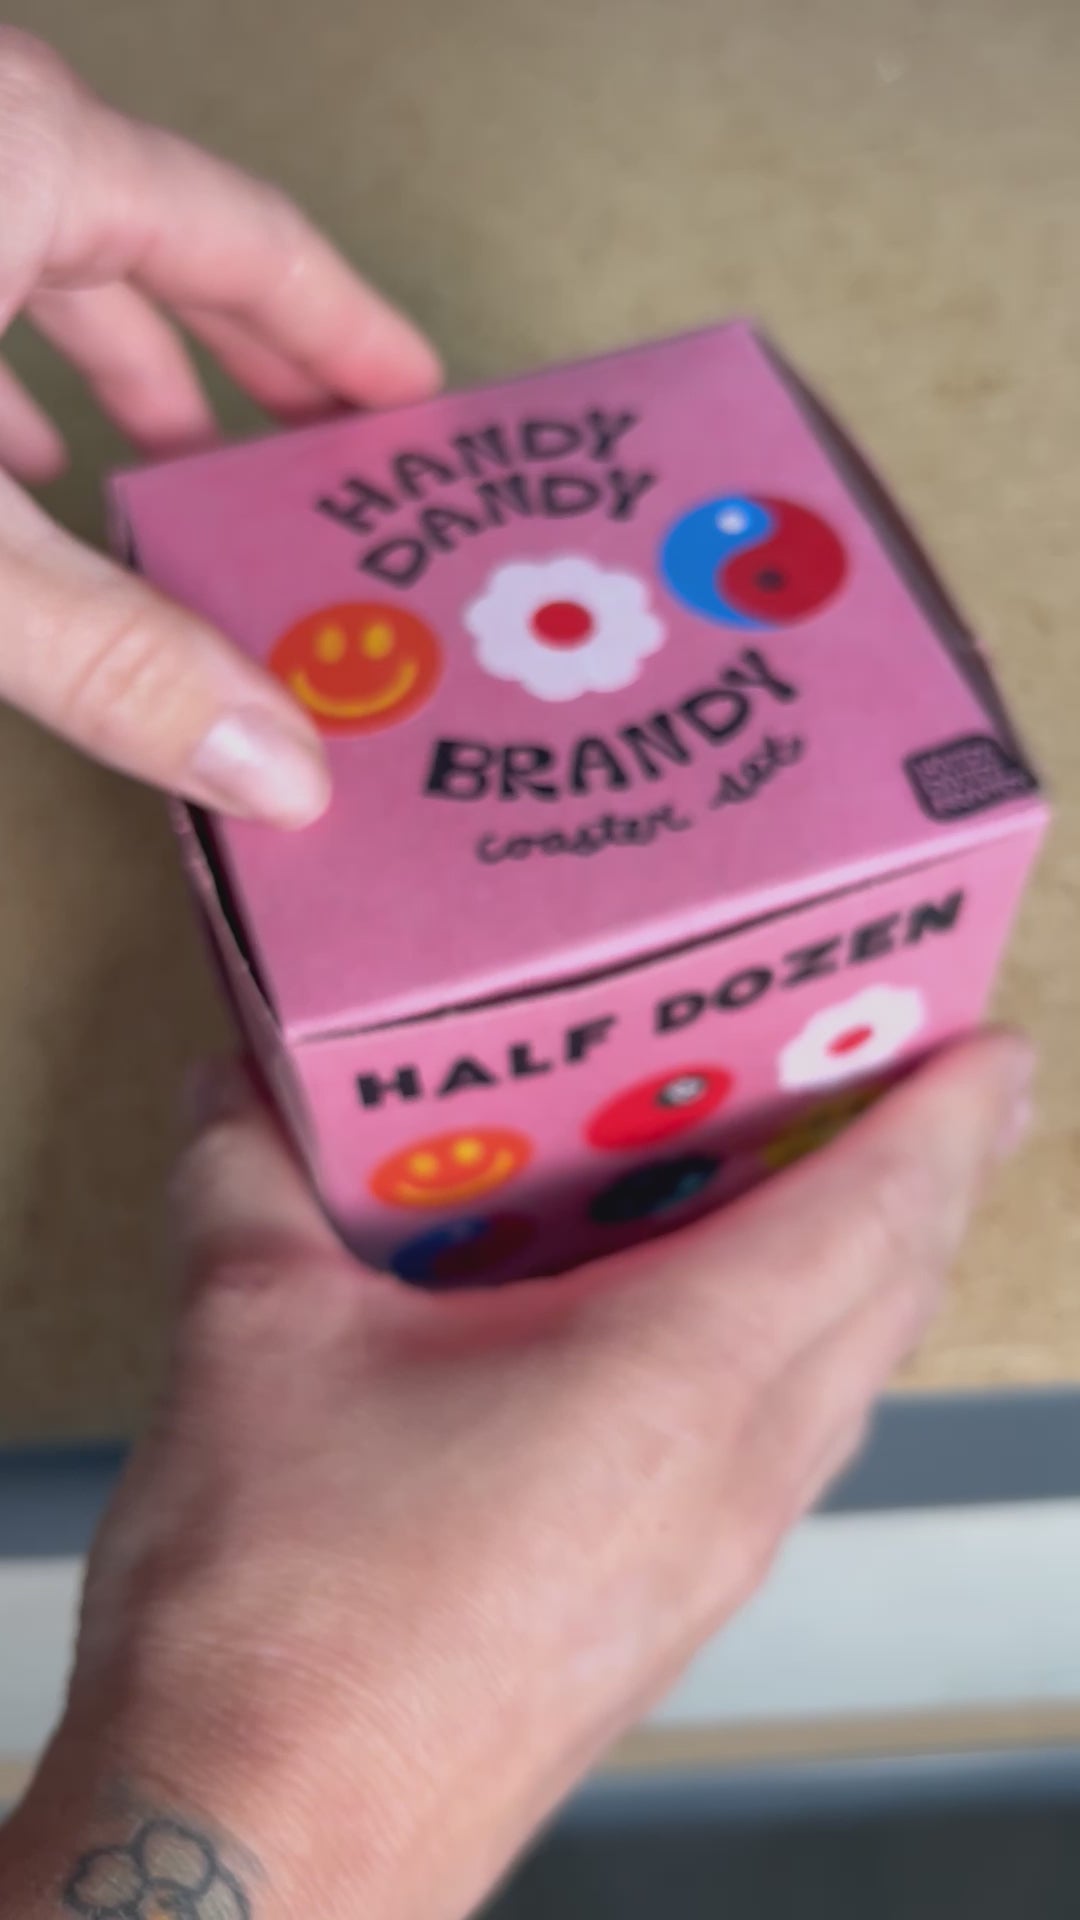 HANDY
DANDY
BRANDY
coaster set
HALF DOZEN